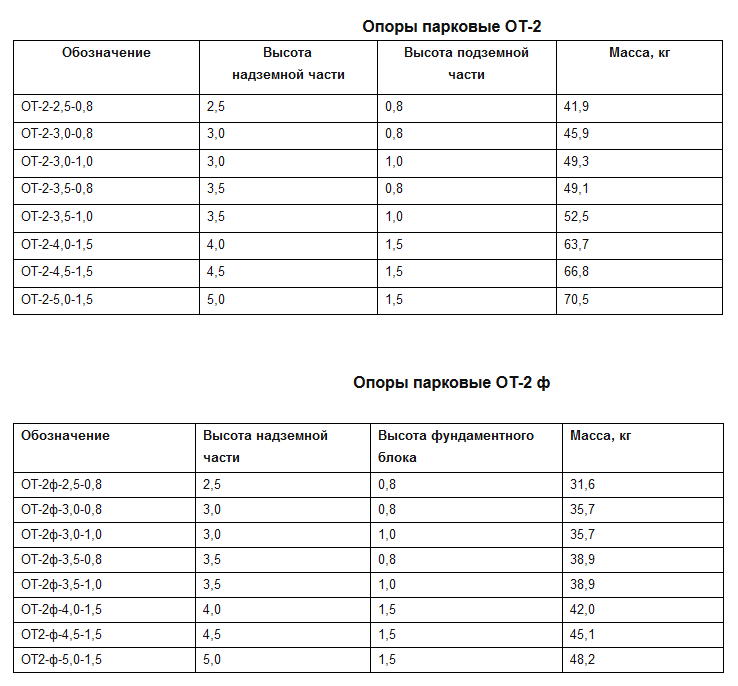 Опоры парковые ОТ-2
Обозначение Высота надземной части Высота подземной части Масса, кг
ОТ-2-2,5-0,8 2,5 0,8 41,9
ОТ-2-3,0-0,8 3,0 0,8 45,9
ОТ-2-3,0-1,0 3,0 1,0 49,3
ОТ-2-3,5-0,8 3,5 0,8 49,1
ОТ-2-3,5-1,0 3,5 1,0 52,5
ОТ-2-4,0-1,5 4,0 1,5 63,7
ОТ-2-4,5-1,5 4,5 1,5 66,8
ОТ-2-5,0-1,5 5,0 1,5 70,5
Опоры парковые ОТ-2 ф
Обозначение Высота надземной части Высота фундаментного блока Масса, кг
ОТ-2ф-2,5-0,8 2,5 0,8 31,6
ОТ-2ф-3,0-0,8 3,0 0,8 35,7
ОТ-2ф-3,0-1,0 3,0 1,0 35,7
ОТ-2ф-3,5-0,8 3,5 0,8 38,9
ОТ-2ф-3,5-1,0 3,5 1,0 38,9
ОТ-2ф-4,0-1,5 4,0 1,5 42,0
ОТ2-ф-4,5-1,5 4,5 1,5 45,1
ОТ2-ф-5,0-1,5 5,0 1,5 48,2